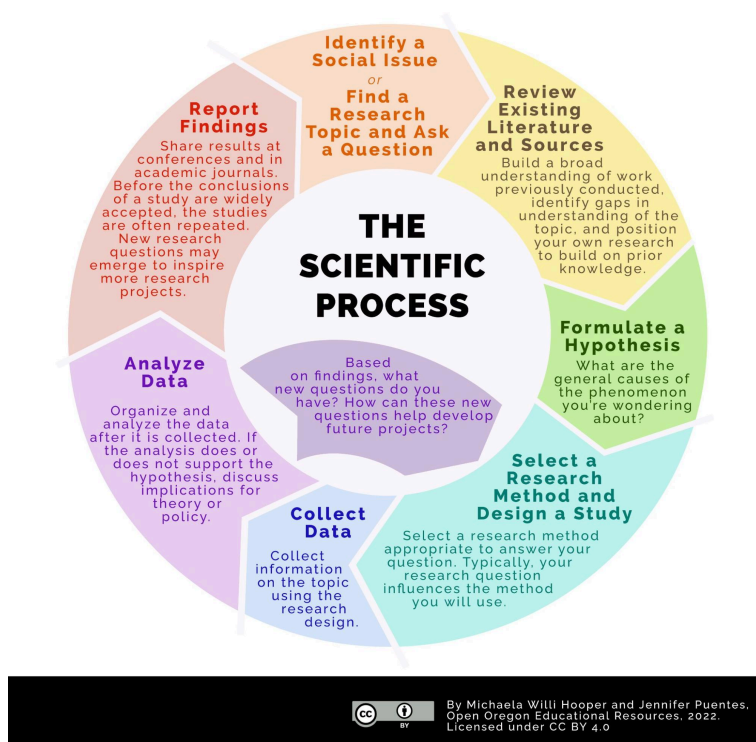 THE
SCIENTIFIC
PROCESS
Identify a
Social Issue
or
Find a
Research
Topic and Ask
a Question
Review
Existing
Literature
and Sources
Build a broad
understanding of work
previously conducted,
identify gaps in
understanding of the
topic, and position
your own research
to build on prior
knowledge.
Formulate a
Hypothesis
What are the
general causes of
the phenomenon
you're wondering
about?
Select a
Research
Method and
Design a Study
Select a research method
appropriate to answer your
question. Typically, your
research question
influences the method
you will use.
Collect
Data
Collect
information
on the topic
using the
research
design.
Analyze
Data
Organize and
analyze the data
after it is collected. If
the analysis does or
does not support the
hypothesis, discuss
implications for
theory or
policy.
Report
Findings
Share results at
conferences and in
academic journals.
Before the conclusions
of a study are widely
accepted, the studies
are often repeated.
New research
questions may
emerge to inspire
more research
projects.
Based
on findings, what
new questions do you
have? How can these new
questions help develop
future projects?
cc
BY
By Michaela Willi Hooper and Jennifer Puentes,
Open Oregon Educational Resources, 2022.
Licensed under CC BY 4.0